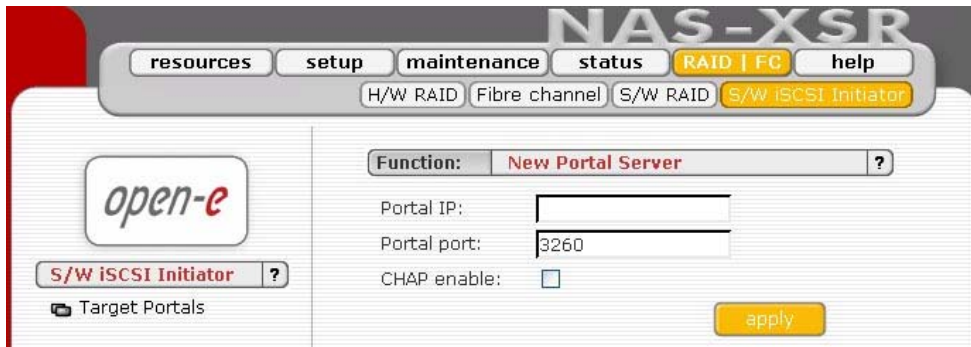 NAS-XSR
resources setup maintenance status RAID | FC help
H/W RAID Fibre channel S/W RAID S/W iSCSI Initiator
open-e
S/W iSCSI Initiator ?
Target Portals
Function: New Portal Server ?
Portal IP:
Portal port: 3260
CHAP enable:
apply